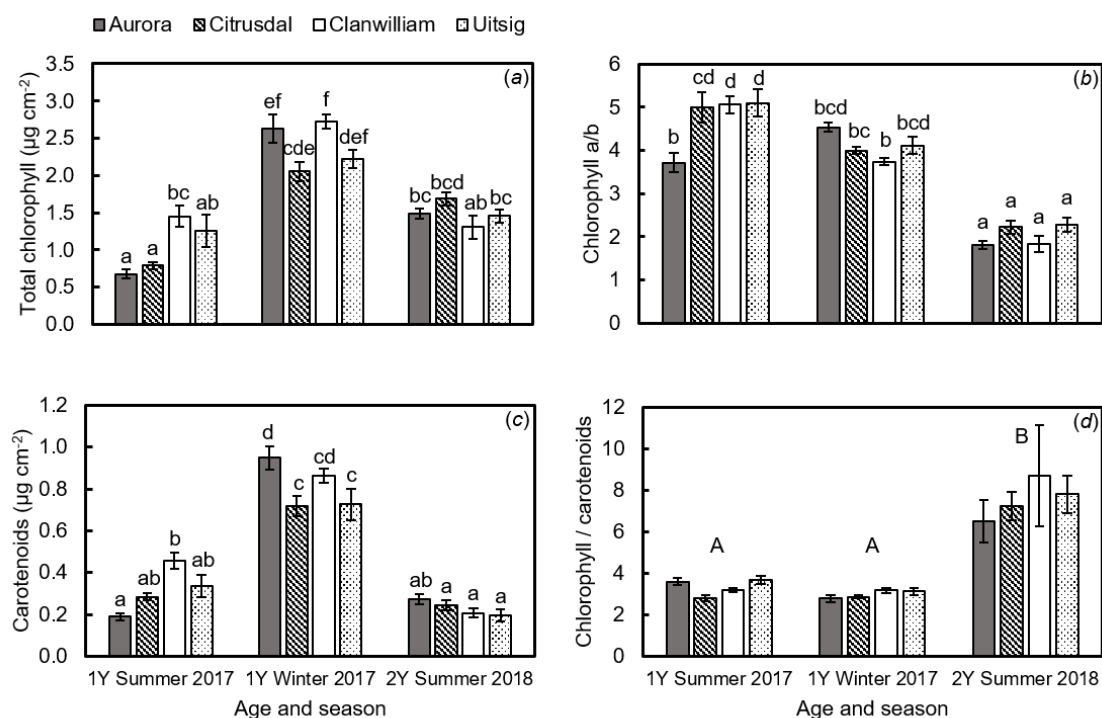 Aurora Citrusdal Clanwilliam Uitsig
(a)
Total chlorophyll (µg cm⁻²)
3.5
3.0
2.5
2.0
1.5
1.0
0.5
0.0
a a bc ab
ef cde f def
bc bcd ab bc
(b)
Chlorophyll a/b
6
5
4
3
2
1
0
b cd d d
bcd bc b bcd
a a a a
(c)
Carotenoids (µg cm⁻²)
1.2
1.0
0.8
0.6
0.4
0.2
0.0
a ab b ab
d c cd c
ab a a a
1Y Summer 2017 1Y Winter 2017 2Y Summer 2018
Age and season
(d)
Chlorophyll / carotenoids
12
10
8
6
4
2
0
A A B
1Y Summer 2017 1Y Winter 2017 2Y Summer 2018
Age and season